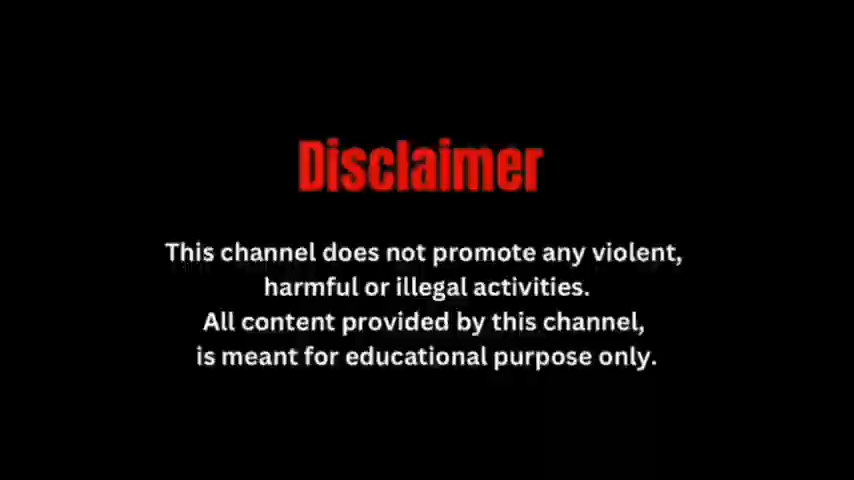 Disclaimer
This channel does not promote any violent,
harmful or illegal activities.
All content provided by this channel,
is meant for educational purpose only.